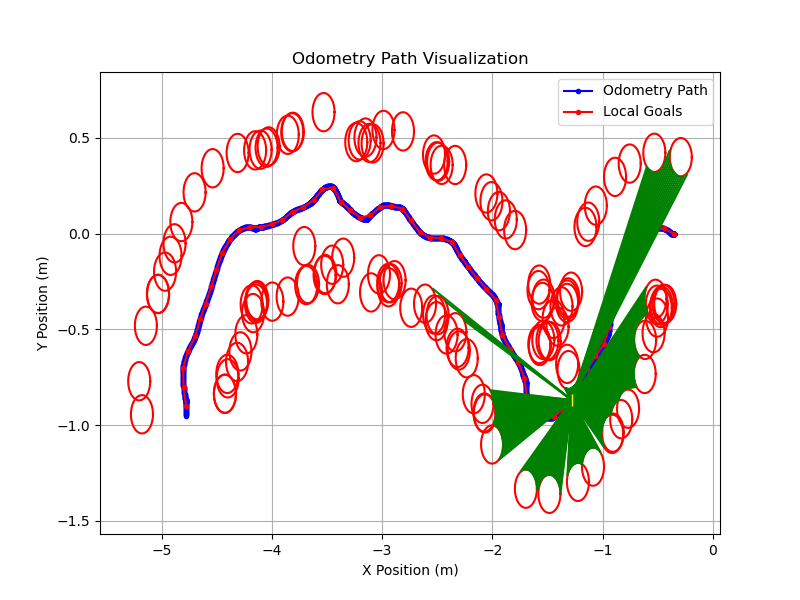 Odometry Path Visualization
Odometry Path
Local Goals
Y Position (m)
0.5
0.0
−0.5
−1.0
−1.5
−5
−4
−3
−2
−1
0
X Position (m)